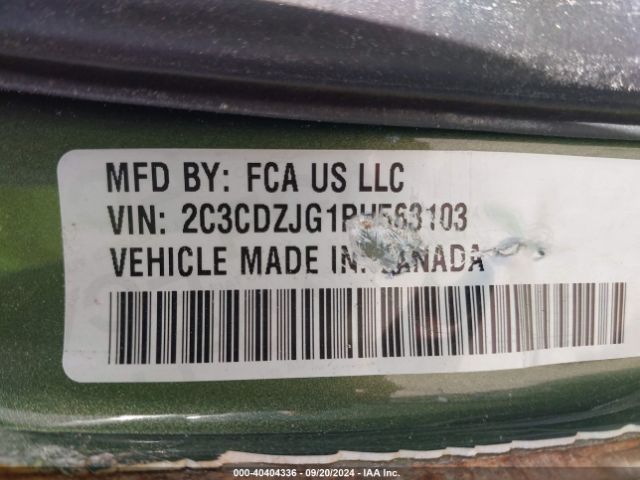 MFD BY: FCA US LLC
VIN: 2C3CDZJG1PH563103
VEHICLE MADE IN: CANADA
000-40404336 - 09/20/2024 - IAA Inc.